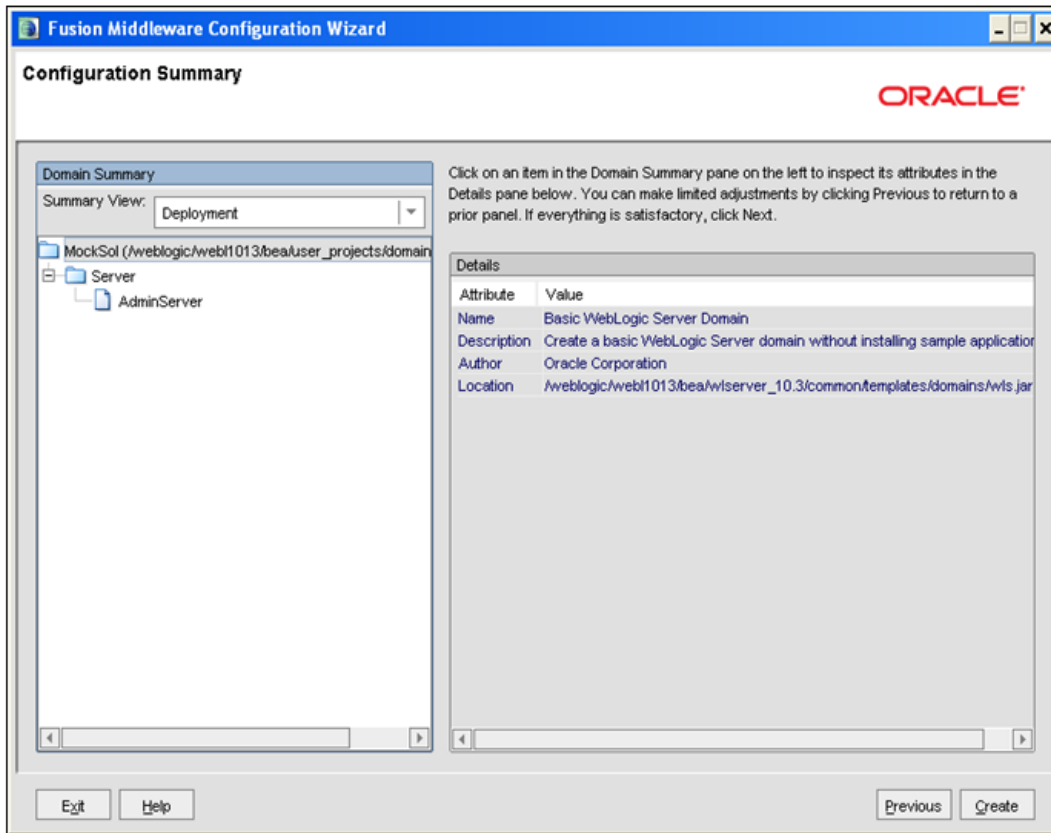 Fusion Middleware Configuration Wizard
Configuration Summary
ORACLE
Domain Summary
Summary View:
Deployment
MockSol (/weblogic/webl1013/bea/user_projects/domain
Server
AdminServer
Click on an item in the Domain Summary pane on the left to inspect its attributes in the
Details pane below. You can make limited adjustments by clicking Previous to return to a
prior panel. If everything is satisfactory, click Next.
Details
Attribute Value
Name Basic WebLogic Server Domain
Description Create a basic WebLogic Server domain without installing sample application
Author Oracle Corporation
Location /weblogic/webl1013/bea/wlserver_10.3/common/templates/domains/wls.jar
Exit Help Previous Create